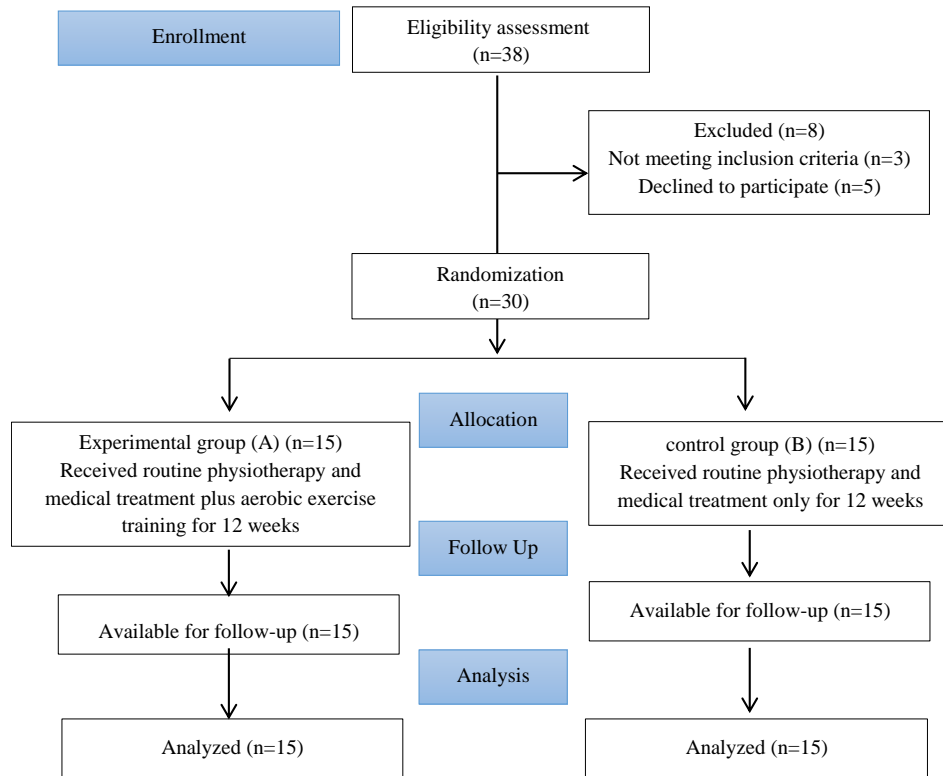 Enrollment
Eligibility assessment
(n=38)
Excluded (n=8)
Not meeting inclusion criteria (n=3)
Declined to participate (n=5)
Randomization
(n=30)
Allocation
Experimental group (A) (n=15)
Received routine physiotherapy and
medical treatment plus aerobic exercise
training for 12 weeks
control group (B) (n=15)
Received routine physiotherapy and
medical treatment only for 12 weeks
Follow Up
Available for follow-up (n=15)
Available for follow-up (n=15)
Analysis
Analyzed (n=15)
Analyzed (n=15)